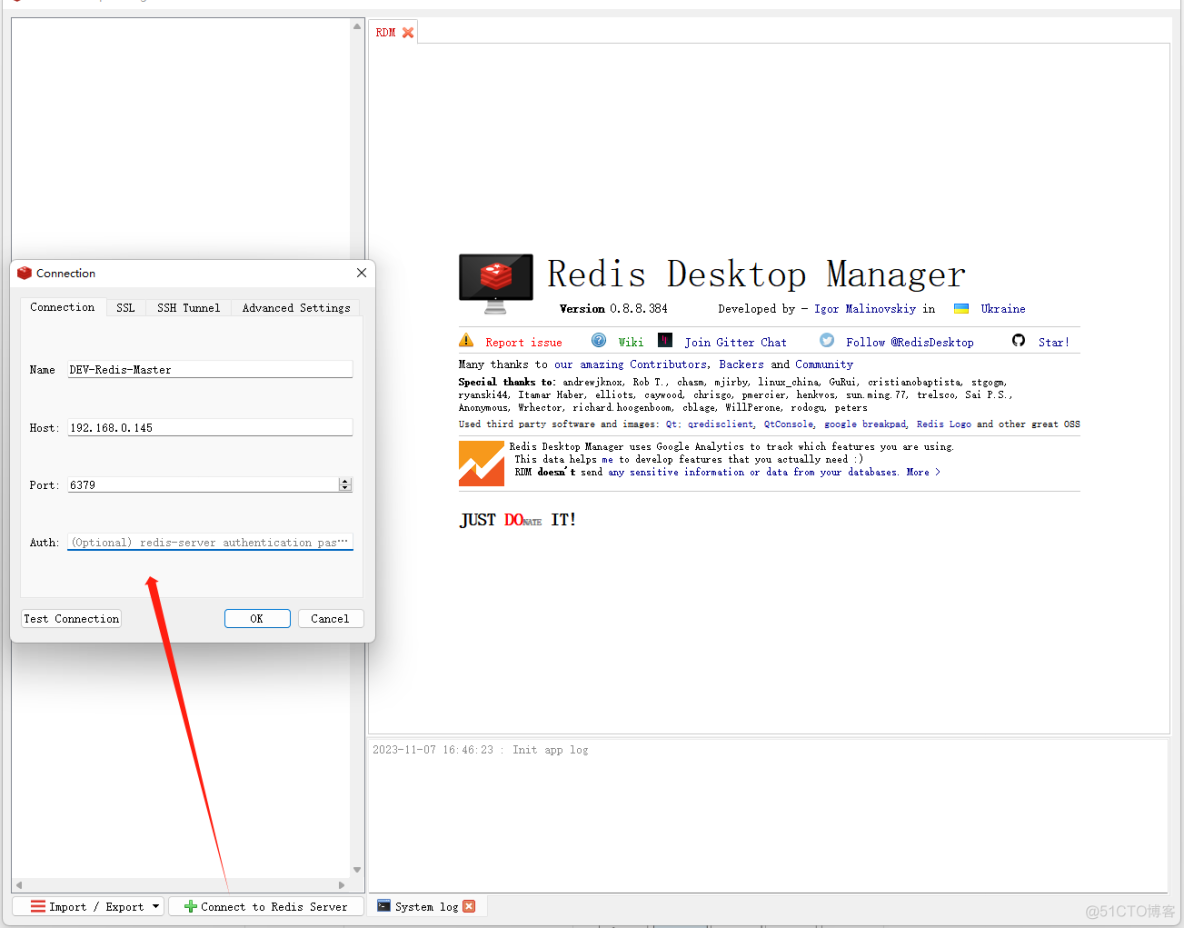 RDM
Connection
Connection SSL SSH Tunnel Advanced Settings
Name DEV-Redis-Master
Host: 192.168.0.145
Port: 6379
Auth: (Optional) redis-server authentication pas···
Test Connection OK Cancel
Redis Desktop Manager
Version 0.8.8.384 Developed by - Igor Malinovskiy in Ukraine
Report issue Wiki Join Gitter Chat Follow @RedisDesktop Star!
Many thanks to our amazing Contributors, Backers and Community
Special thanks to: andrewjknox, Rob T., chasm, mjirby, linux_china, GuRui, cristianobaptista, stgogm,
ryanski44, Itamar Haber, elliots, caywood, chrisgo, pmercier, henkvos, sun.ming.77, trelsco, Sai P.S.,
Anonymous, Wrhector, richard.hoogenboom, cblage, WillPerone, rodogu, peters
Used third party software and images: Qt; qredisclient, QtConsole, google breakpad, Redis Logo and other great OSS
Redis Desktop Manager uses Google Analytics to track which features you are using.
This data helps me to develop features that you actually need :)
RDM doesn't send any sensitive information or data from your databases. More >
JUST DONATE IT!
2023-11-07 16:46:23 : Init app log
Import / Export Connect to Redis Server System log
@51CTO博客